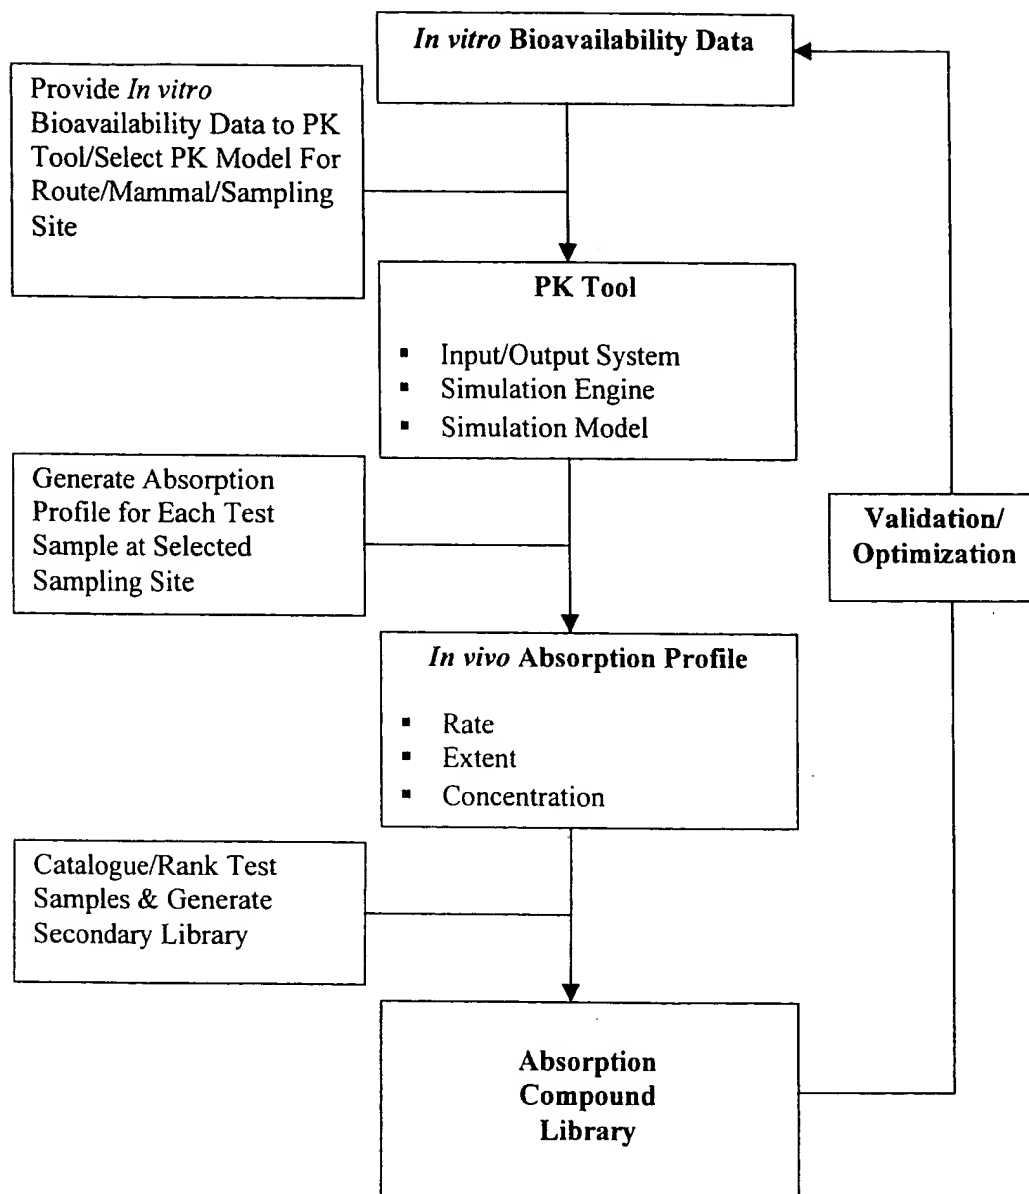 In vitro Bioavailability Data
Provide In vitro
Bioavailability Data to PK
Tool/Select PK Model For
Route/Mammal/Sampling
Site
PK Tool
▪ Input/Output System
▪ Simulation Engine
▪ Simulation Model
Generate Absorption
Profile for Each Test
Sample at Selected
Sampling Site
Validation/
Optimization
In vivo Absorption Profile
▪ Rate
▪ Extent
▪ Concentration
Catalogue/Rank Test
Samples & Generate
Secondary Library
Absorption
Compound
Library